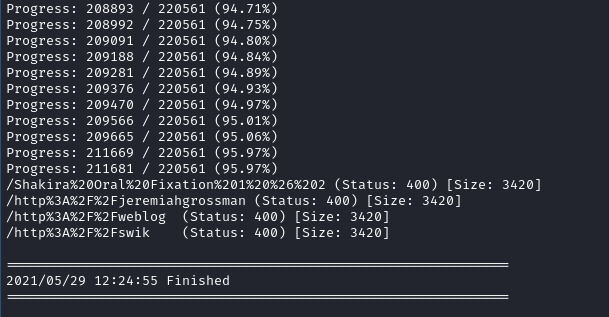 Progress: 208893 / 220561 (94.71%)
Progress: 208992 / 220561 (94.75%)
Progress: 209091 / 220561 (94.80%)
Progress: 209188 / 220561 (94.84%)
Progress: 209281 / 220561 (94.89%)
Progress: 209376 / 220561 (94.93%)
Progress: 209470 / 220561 (94.97%)
Progress: 209566 / 220561 (95.01%)
Progress: 209665 / 220561 (95.06%)
Progress: 211669 / 220561 (95.97%)
Progress: 211681 / 220561 (95.97%)
/Shakira%20Oral%20Fixation%201%20%26%202 (Status: 400) [Size: 3420]
/http%3A%2F%2Fjeremiahgrossman (Status: 400) [Size: 3420]
/http%3A%2F%2Fweblog  (Status: 400) [Size: 3420]
/http%3A%2F%2Fswik    (Status: 400) [Size: 3420]
===============================================================
2021/05/29 12:24:55 Finished
===============================================================